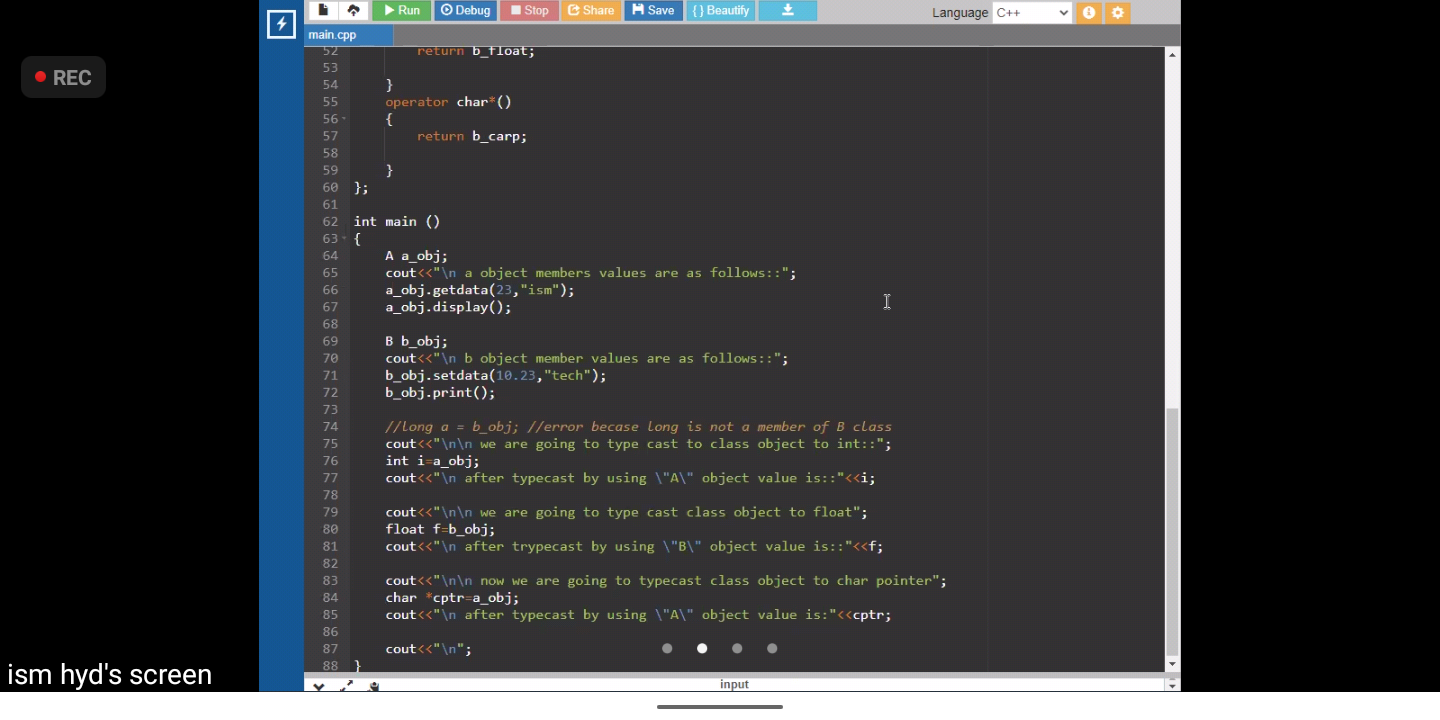 Run Debug Stop Share Save { } Beautify Language C++
main.cpp
REC
52 return b_float;
53
54 }
55 operator char*()
56 {
57 return b_carp;
58
59 }
60 };
61
62 int main ()
63 {
64 A a_obj;
65 cout<<"\n a object members values are as follows::";
66 a_obj.getdata(23,"ism");
67 a_obj.display();
68
69 B b_obj;
70 cout<<"\n b object member values are as follows::";
71 b_obj.setdata(10.23,"tech");
72 b_obj.print();
73
74 //long a = b_obj; //error becase long is not a member of B class
75 cout<<"\n\n we are going to type cast to class object to int::";
76 int i=a_obj;
77 cout<<"\n after typecast by using \"A\" object value is::"<<i;
78
79 cout<<"\n\n we are going to type cast class object to float";
80 float f=b_obj;
81 cout<<"\n after trypecast by using \"B\" object value is::"<<f;
82
83 cout<<"\n\n now we are going to typecast class object to char pointer";
84 char *cptr=a_obj;
85 cout<<"\n after typecast by using \"A\" object value is:"<<cptr;
86
87 cout<<"\n";
88 }
ism hyd's screen
input